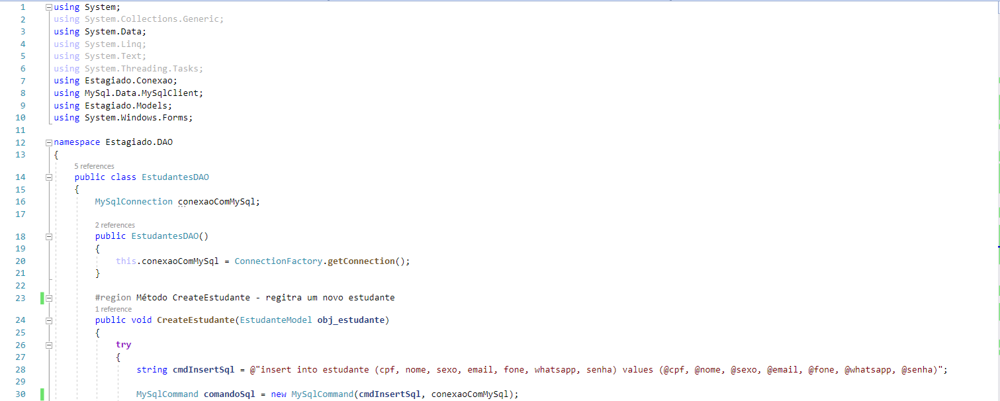 1 using System;
2 using System.Collections.Generic;
3 using System.Data;
4 using System.Linq;
5 using System.Text;
6 using System.Threading.Tasks;
7 using Estagiado.Conexao;
8 using MySql.Data.MySqlClient;
9 using Estagiado.Models;
10 using System.Windows.Forms;
11
12 namespace Estagiado.DAO
13 {
5 references
14 public class EstudantesDAO
15 {
16 MySqlConnection conexaoComMySql;
17
2 references
18 public EstudantesDAO()
19 {
20 this.conexaoComMySql = ConnectionFactory.getConnection();
21 }
22
23 #region Método CreateEstudante - regitra um novo estudante
1 reference
24 public void CreateEstudante(EstudanteModel obj_estudante)
25 {
26 try
27 {
28 string cmdInsertSql = @"insert into estudante (cpf, nome, sexo, email, fone, whatsapp, senha) values (@cpf, @nome, @sexo, @email, @fone, @whatsapp, @senha)";
29
30 MySqlCommand comandoSql = new MySqlCommand(cmdInsertSql, conexaoComMySql);